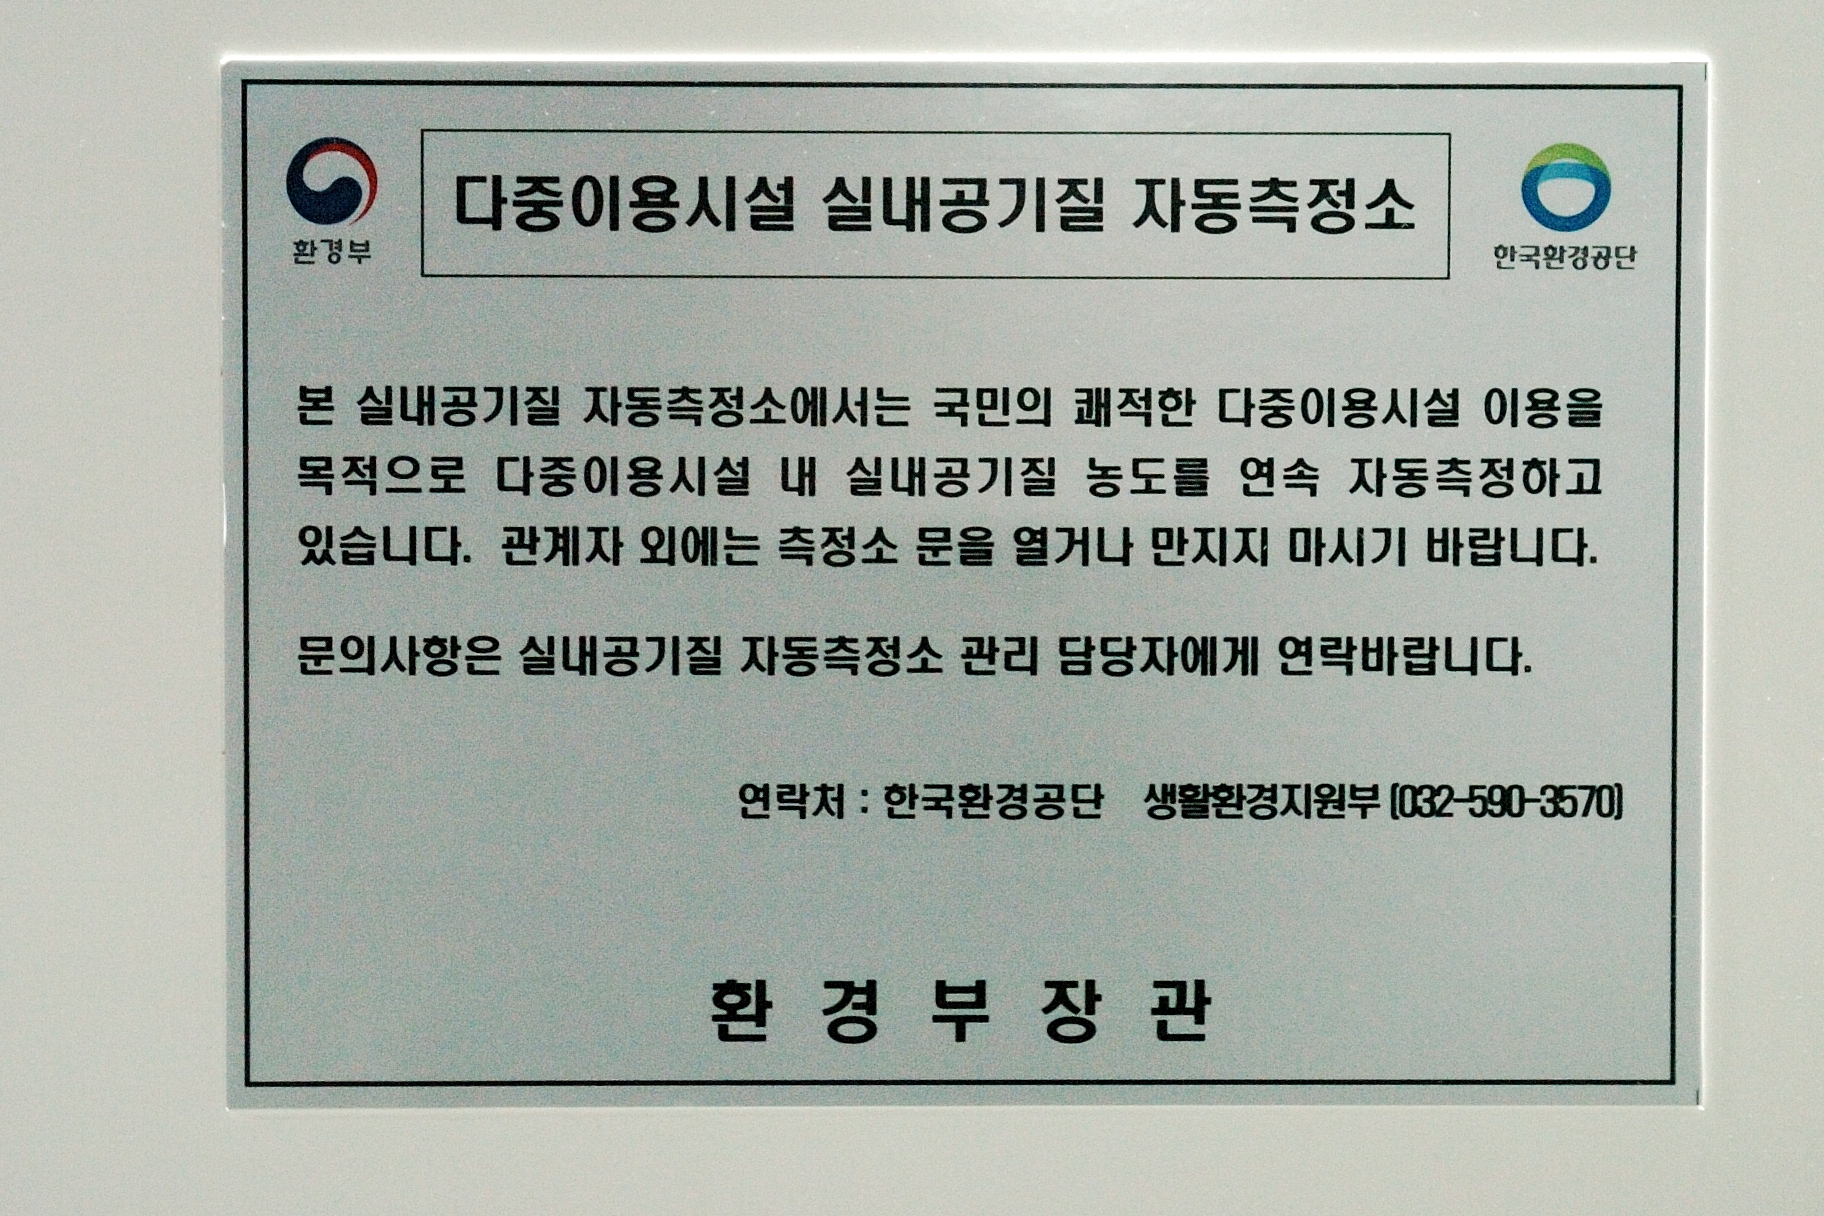 환경부
다중이용시설 실내공기질 자동측정소
한국환경공단
본 실내공기질 자동측정소에서는 국민의 쾌적한 다중이용시설 이용을
목적으로 다중이용시설 내 실내공기질 농도를 연속 자동측정하고
있습니다. 관계자 외에는 측정소 문을 열거나 만지지 마시기 바랍니다.
문의사항은 실내공기질 자동측정소 관리 담당자에게 연락바랍니다.
연락처 : 한국환경공단 생활환경지원부 (032-590-3570)
환 경 부 장 관